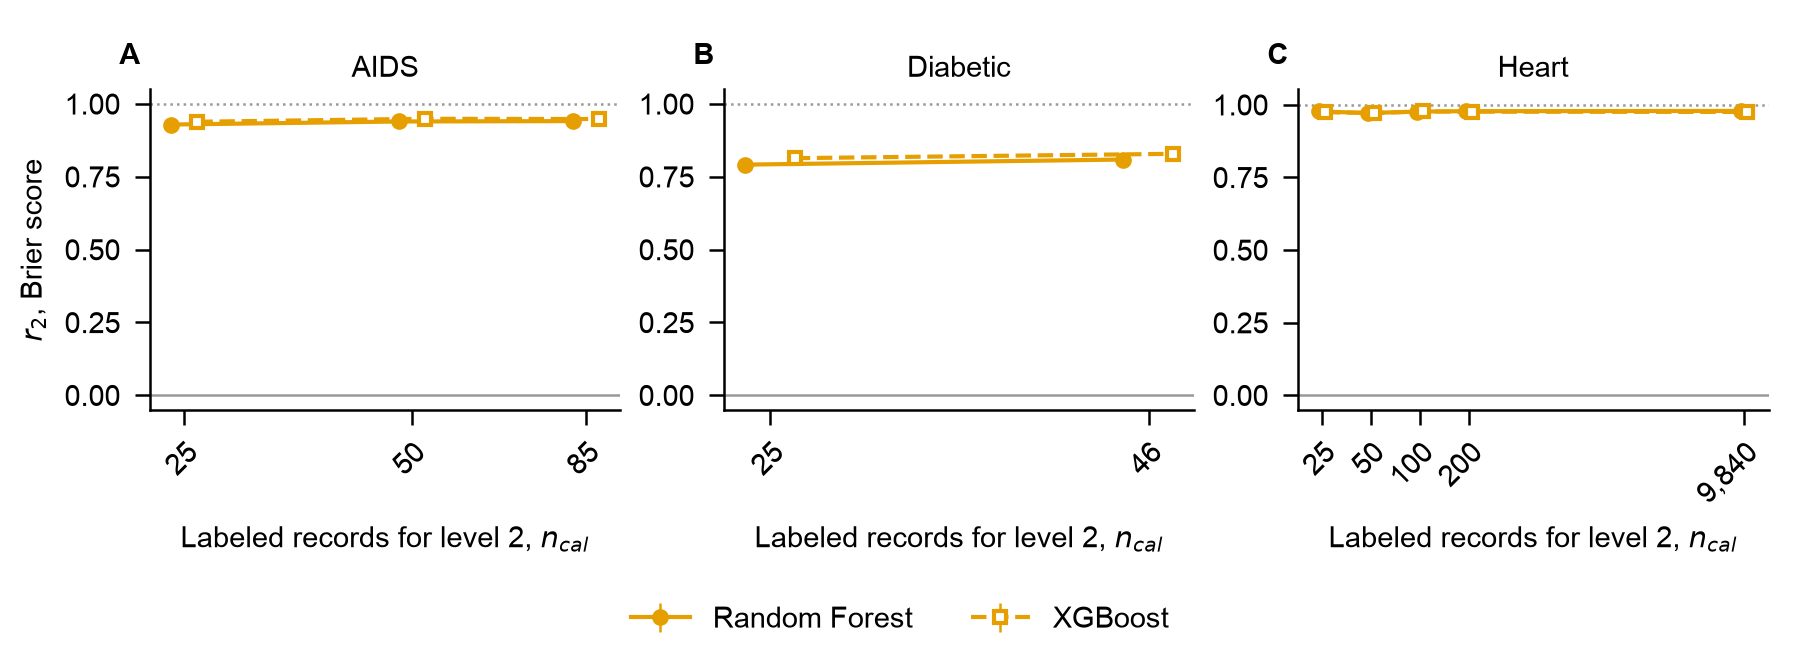 A
AIDS
1.00
0.75
0.50
0.25
0.00
r2, Brier score
25
50
85
Labeled records for level 2, ncal
B
Diabetic
1.00
0.75
0.50
0.25
0.00
25
46
Labeled records for level 2, ncal
C
Heart
1.00
0.75
0.50
0.25
0.00
25
50
100
200
9,840
Labeled records for level 2, ncal
Random Forest
XGBoost